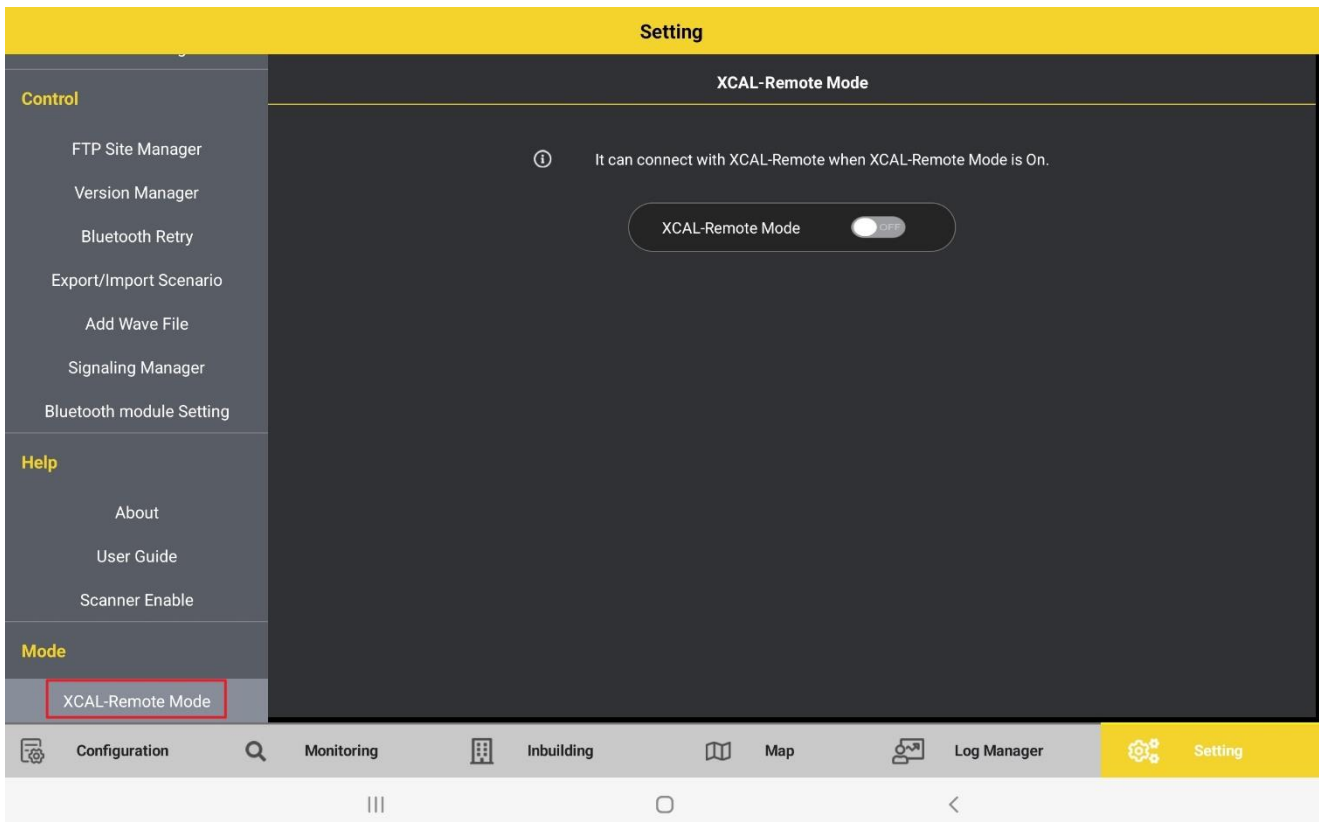 Setting
Control
FTP Site Manager
Version Manager
Bluetooth Retry
Export/Import Scenario
Add Wave File
Signaling Manager
Bluetooth module Setting
Help
About
User Guide
Scanner Enable
Mode
XCAL-Remote Mode
XCAL-Remote Mode
It can connect with XCAL-Remote when XCAL-Remote Mode is On.
XCAL-Remote Mode OFF
Configuration Monitoring Inbuilding Map Log Manager Setting